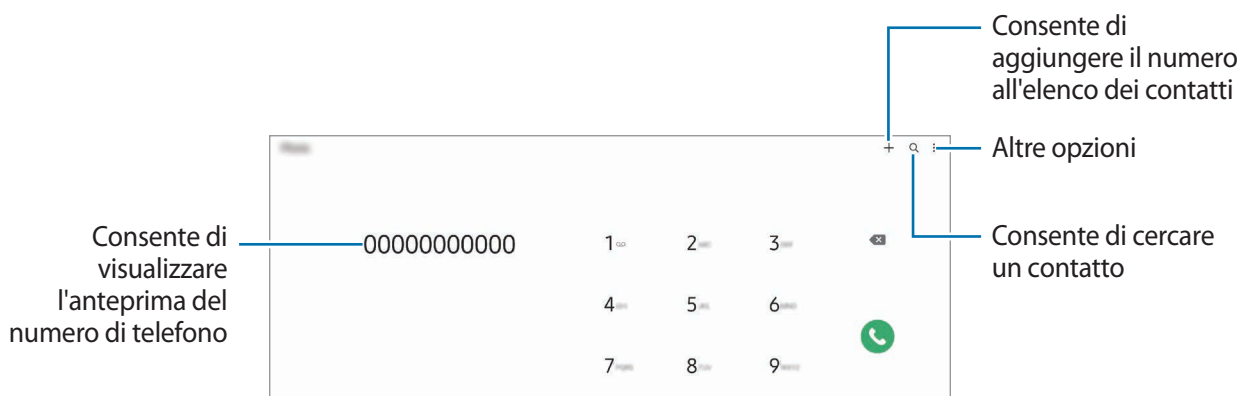 Consente di
aggiungere il numero
all'elenco dei contatti
Altre opzioni
Consente di
visualizzare
l'anteprima del
numero di telefono
00000000000
1 2 3
Consente di cercare
un contatto
4 5 6
7 8 9